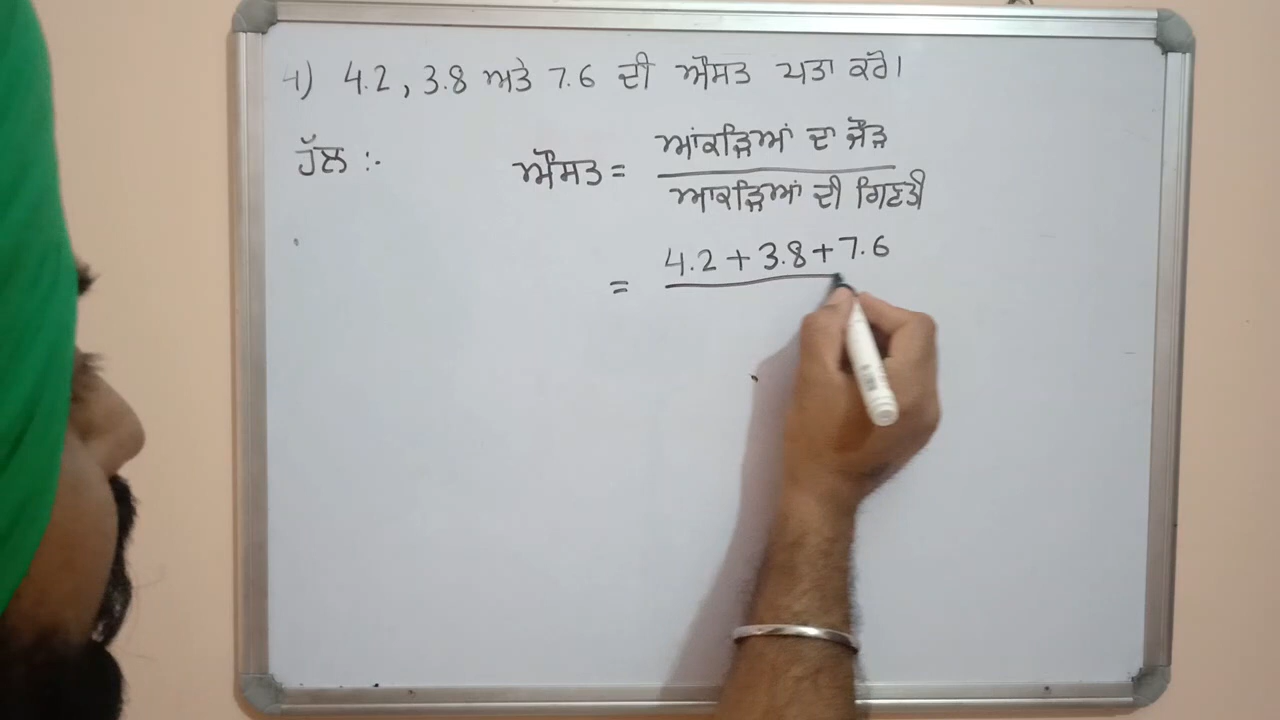 4) 4.2, 3.8 ਅਤੇ 7.6 ਦੀ ਔਸਤ ਪਤਾ ਕਰੋ।
ਹੱਲ :-
ਔਸਤ = ਆਂਕੜਿਆਂ ਦਾ ਜੋੜ
ਆਕੜਿਆਂ ਦੀ ਗਿਣਤੀ
= 4.2 + 3.8 + 7.6